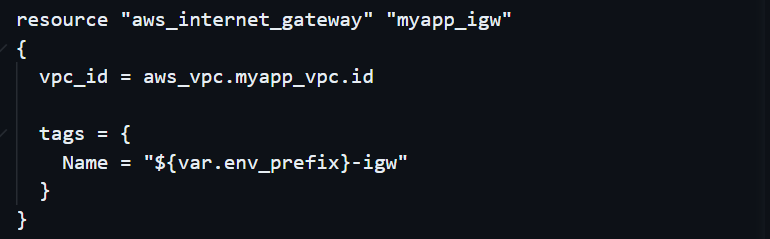 resource "aws_internet_gateway" "myapp_igw"
{
  vpc_id = aws_vpc.myapp_vpc.id

  tags = {
    Name = "${var.env_prefix}-igw"
  }
}